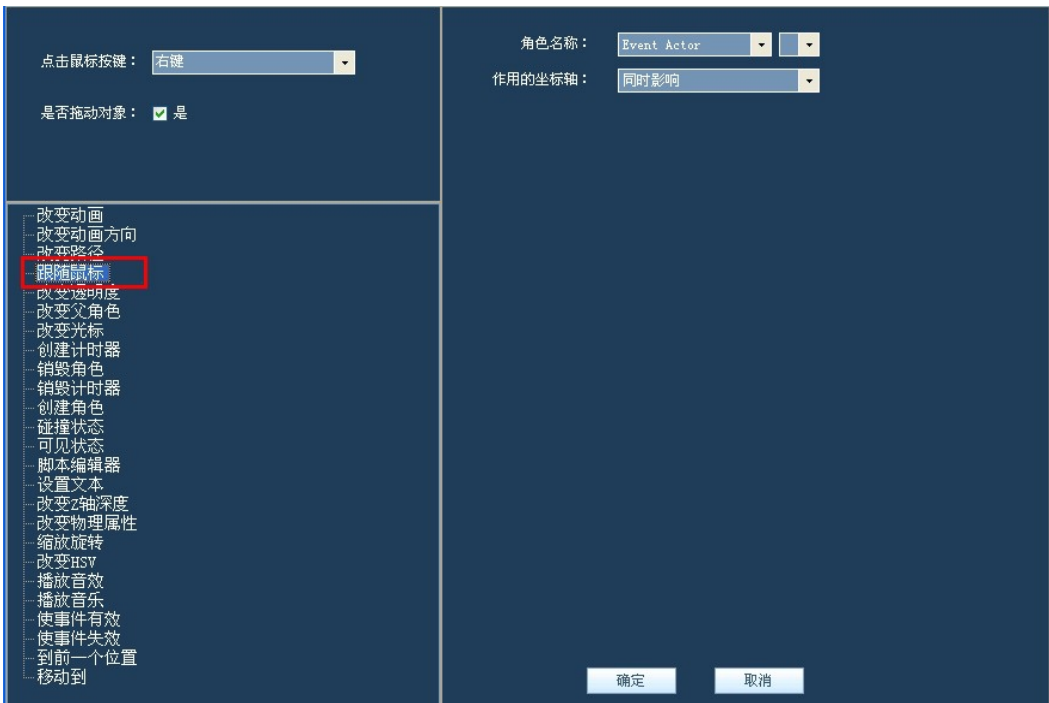 点击鼠标按键： 右键
是否拖动对象： 是
角色名称： Event Actor
作用的坐标轴： 同时影响
改变动画
改变动画方向
改变路径
跟随鼠标
改变透明度
改变父角色
改变光标
创建计时器
销毁角色
销毁计时器
创建角色
碰撞状态
可见状态
脚本编辑器
设置文本
改变Z轴深度
改变物理属性
缩放旋转
改变HSV
播放音效
播放音乐
使事件有效
使事件失效
到前一个位置
移动到
确定 取消